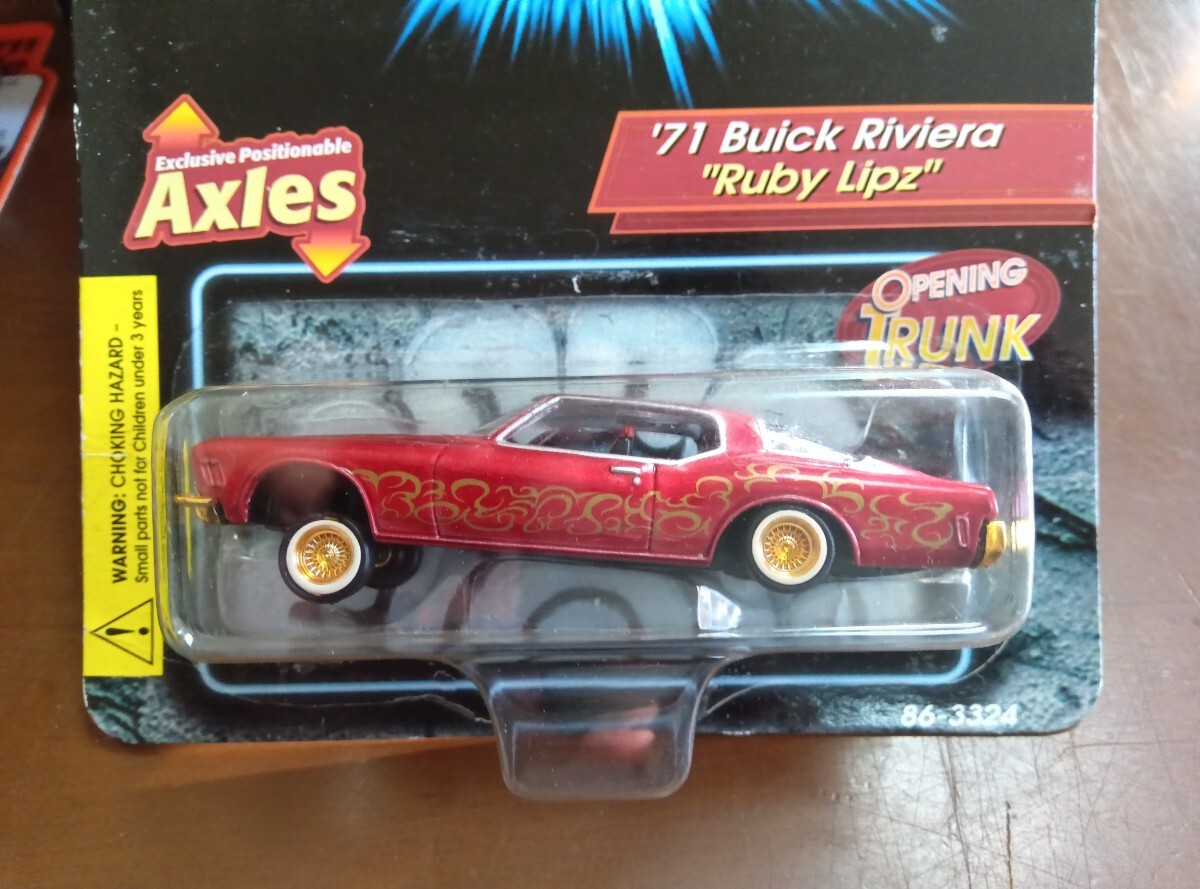 Exclusive Positionable
Axles
'71 Buick Riviera
"Ruby Lipz"
OPENING
TRUNK
WARNING: CHOKING HAZARD -
Small parts not for Children under 3 years
86-3324